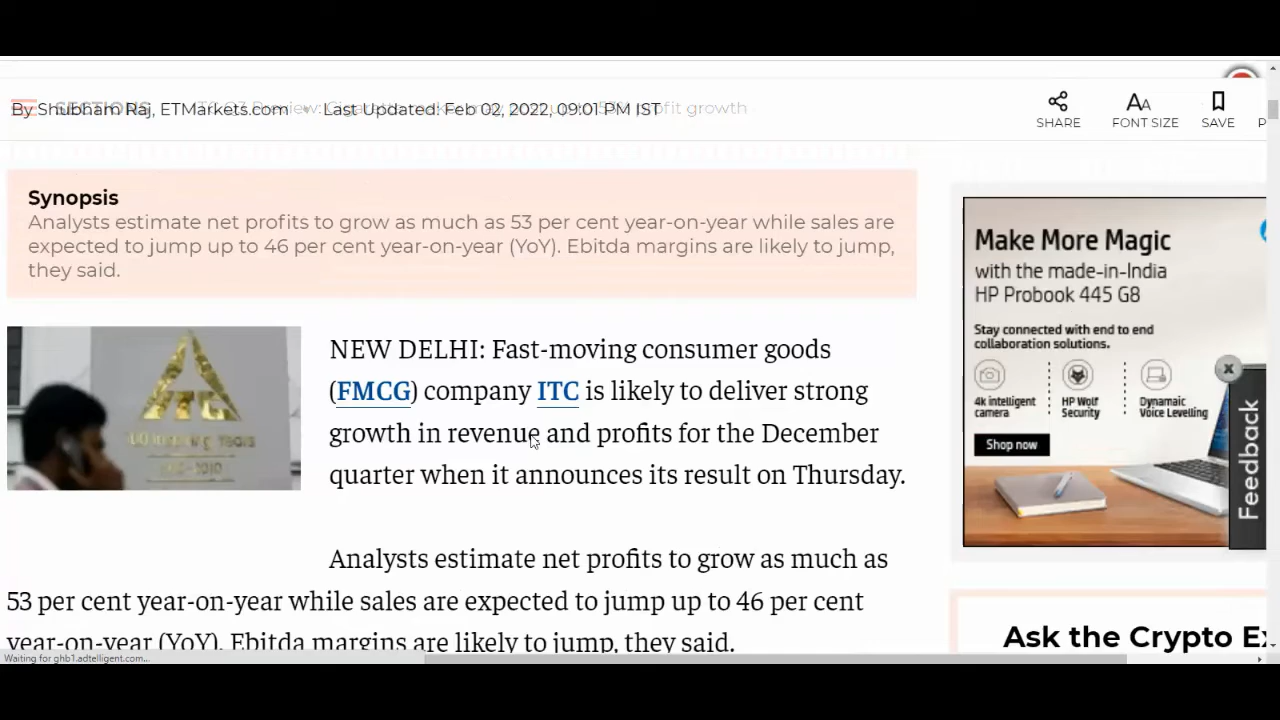 By Shubham Raj, ETMarkets.com • Last Updated: Feb 02, 2022, 09:01 PM IST
SECTIONS
SHARE
FONT SIZE
SAVE
P
Synopsis
Analysts estimate net profits to grow as much as 53 per cent year-on-year while sales are
expected to jump up to 46 per cent year-on-year (YoY). Ebitda margins are likely to jump,
they said.
NEW DELHI: Fast-moving consumer goods
(FMCG) company ITC is likely to deliver strong
growth in revenue and profits for the December
quarter when it announces its result on Thursday.
Analysts estimate net profits to grow as much as
53 per cent year-on-year while sales are expected to jump up to 46 per cent
year-on-year (YoY). Ebitda margins are likely to jump, they said.
ITC
Make More Magic
with the made-in-India
HP Probook 445 G8
Stay connected with end to end
collaboration solutions.
4k intelligent
camera
HP Wolf
Security
Dynamic
Voice Levelling
Shop now
Feedback
Ask the Crypto Ex
Waiting for ghb1.adtelligent.com...